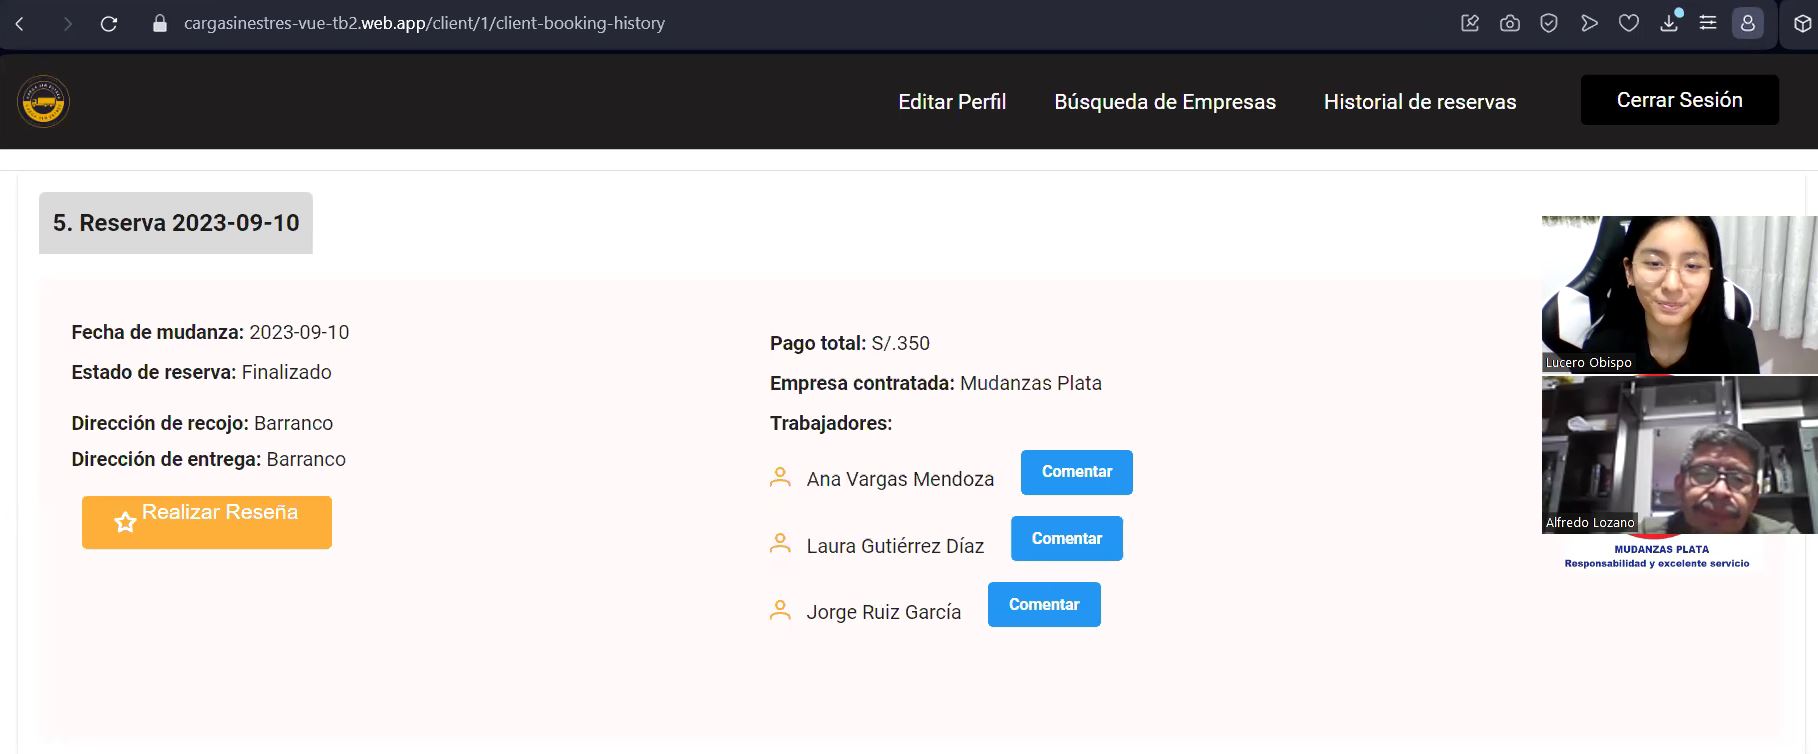 cargasinestres-vue-tb2.web.app/client/1/client-booking-history
Editar Perfil
Búsqueda de Empresas
Historial de reservas
Cerrar Sesión
5. Reserva 2023-09-10
Fecha de mudanza: 2023-09-10
Estado de reserva: Finalizado
Dirección de recojo: Barranco
Dirección de entrega: Barranco
Realizar Reseña
Pago total: S/.350
Empresa contratada: Mudanzas Plata
Trabajadores:
Ana Vargas Mendoza
Comentar
Laura Gutiérrez Díaz
Comentar
Jorge Ruiz García
Comentar
Lucero Obispo
Alfredo Lozano
MUDANZAS PLATA
Responsabilidad y excelente servicio